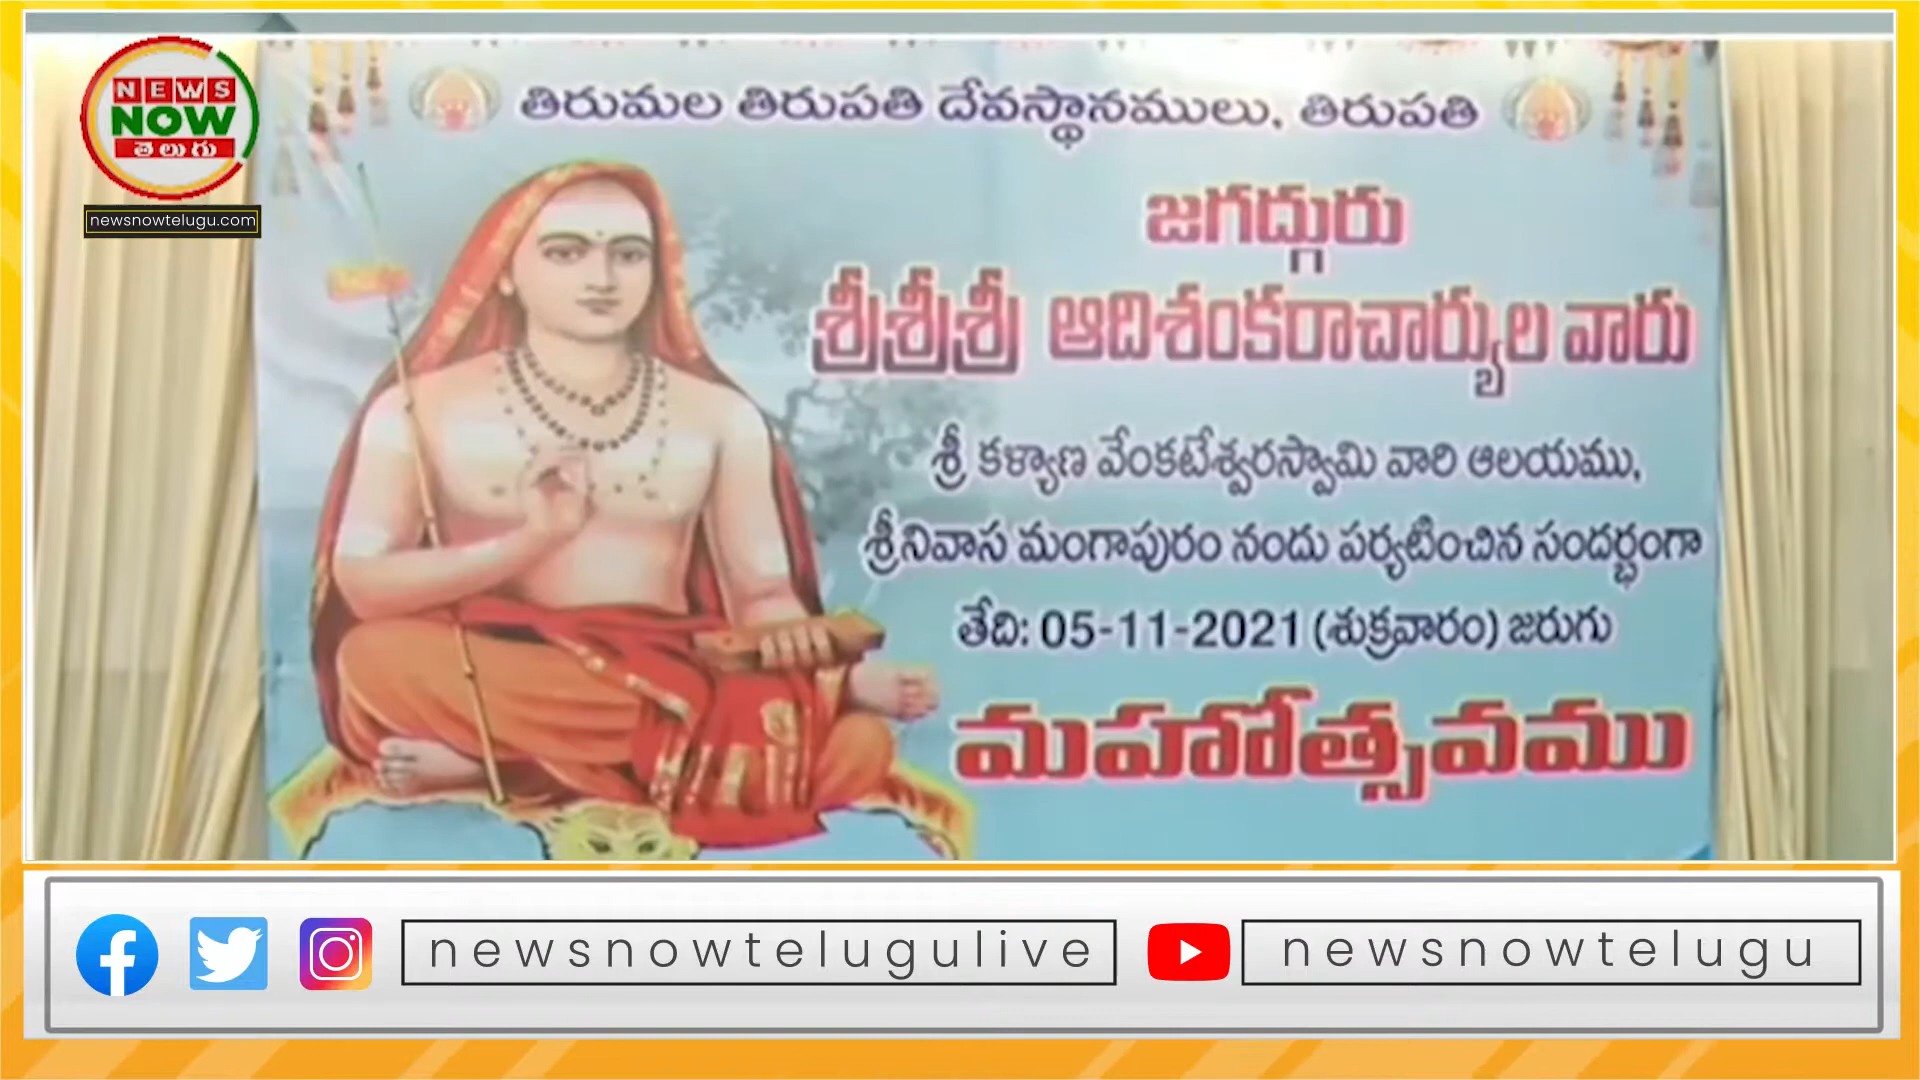 NEWS
NOW
తెలుగు
newsnowtelugu.com
తిరుమల తిరుపతి దేవస్థానములు, తిరుపతి
జగద్గురు
శ్రీశ్రీశ్రీ ఆదిశంకరాచార్యుల వారు
శ్రీ కళ్యాణ వేంకటేశ్వరస్వామి వారి ఆలయము,
శ్రీనివాస మంగాపురం నందు పర్యటించిన సందర్భంగా
తేది: 05-11-2021 (శుక్రవారం) జరుగు
మహోత్సవము
newsnowtelugulive
newsnowtelugu